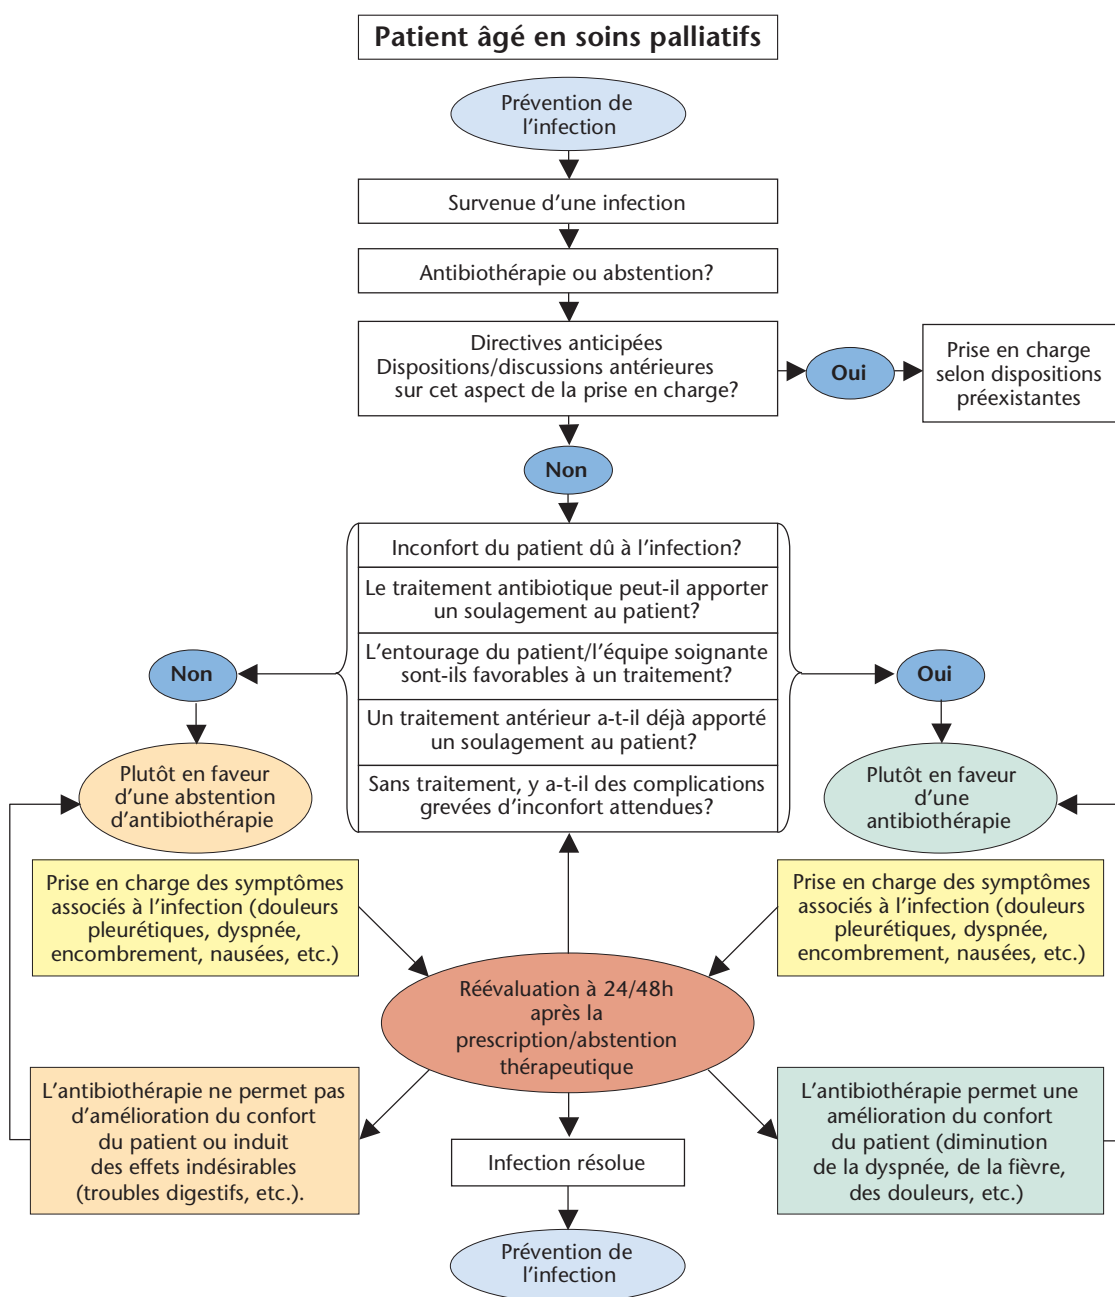 Patient âgé en soins palliatifs
Prévention de
l’infection
Survenue d’une infection
Antibiothérapie ou abstention?
Directives anticipées
Dispositions/discussions antérieures
sur cet aspect de la prise en charge?
Oui
Prise en charge
selon dispositions
préexistantes
Non
Inconfort du patient dû à l’infection?
Le traitement antibiotique peut-il apporter
un soulagement au patient?
L’entourage du patient/l’équipe soignante
sont-ils favorables à un traitement?
Un traitement antérieur a-t-il déjà apporté
un soulagement au patient?
Sans traitement, y a-t-il des complications
grevées d’inconfort attendues?
Non
Oui
Plutôt en faveur
d’une abstention
d’antibiothérapie
Plutôt en faveur
d’une
antibiothérapie
Prise en charge des symptômes
associés à l’infection (douleurs
pleurétiques, dyspnée,
encombrement, nausées, etc.)
Prise en charge des symptômes
associés à l’infection (douleurs
pleurétiques, dyspnée,
encombrement, nausées, etc.)
Réévaluation à 24/48h
après la
prescription/abstention
thérapeutique
L’antibiothérapie ne permet pas
d’amélioration du confort
du patient ou induit
des effets indésirables
(troubles digestifs, etc.).
Infection résolue
L’antibiothérapie permet une
amélioration du confort
du patient (diminution
de la dyspnée, de la fièvre,
des douleurs, etc.)
Prévention de
l’infection